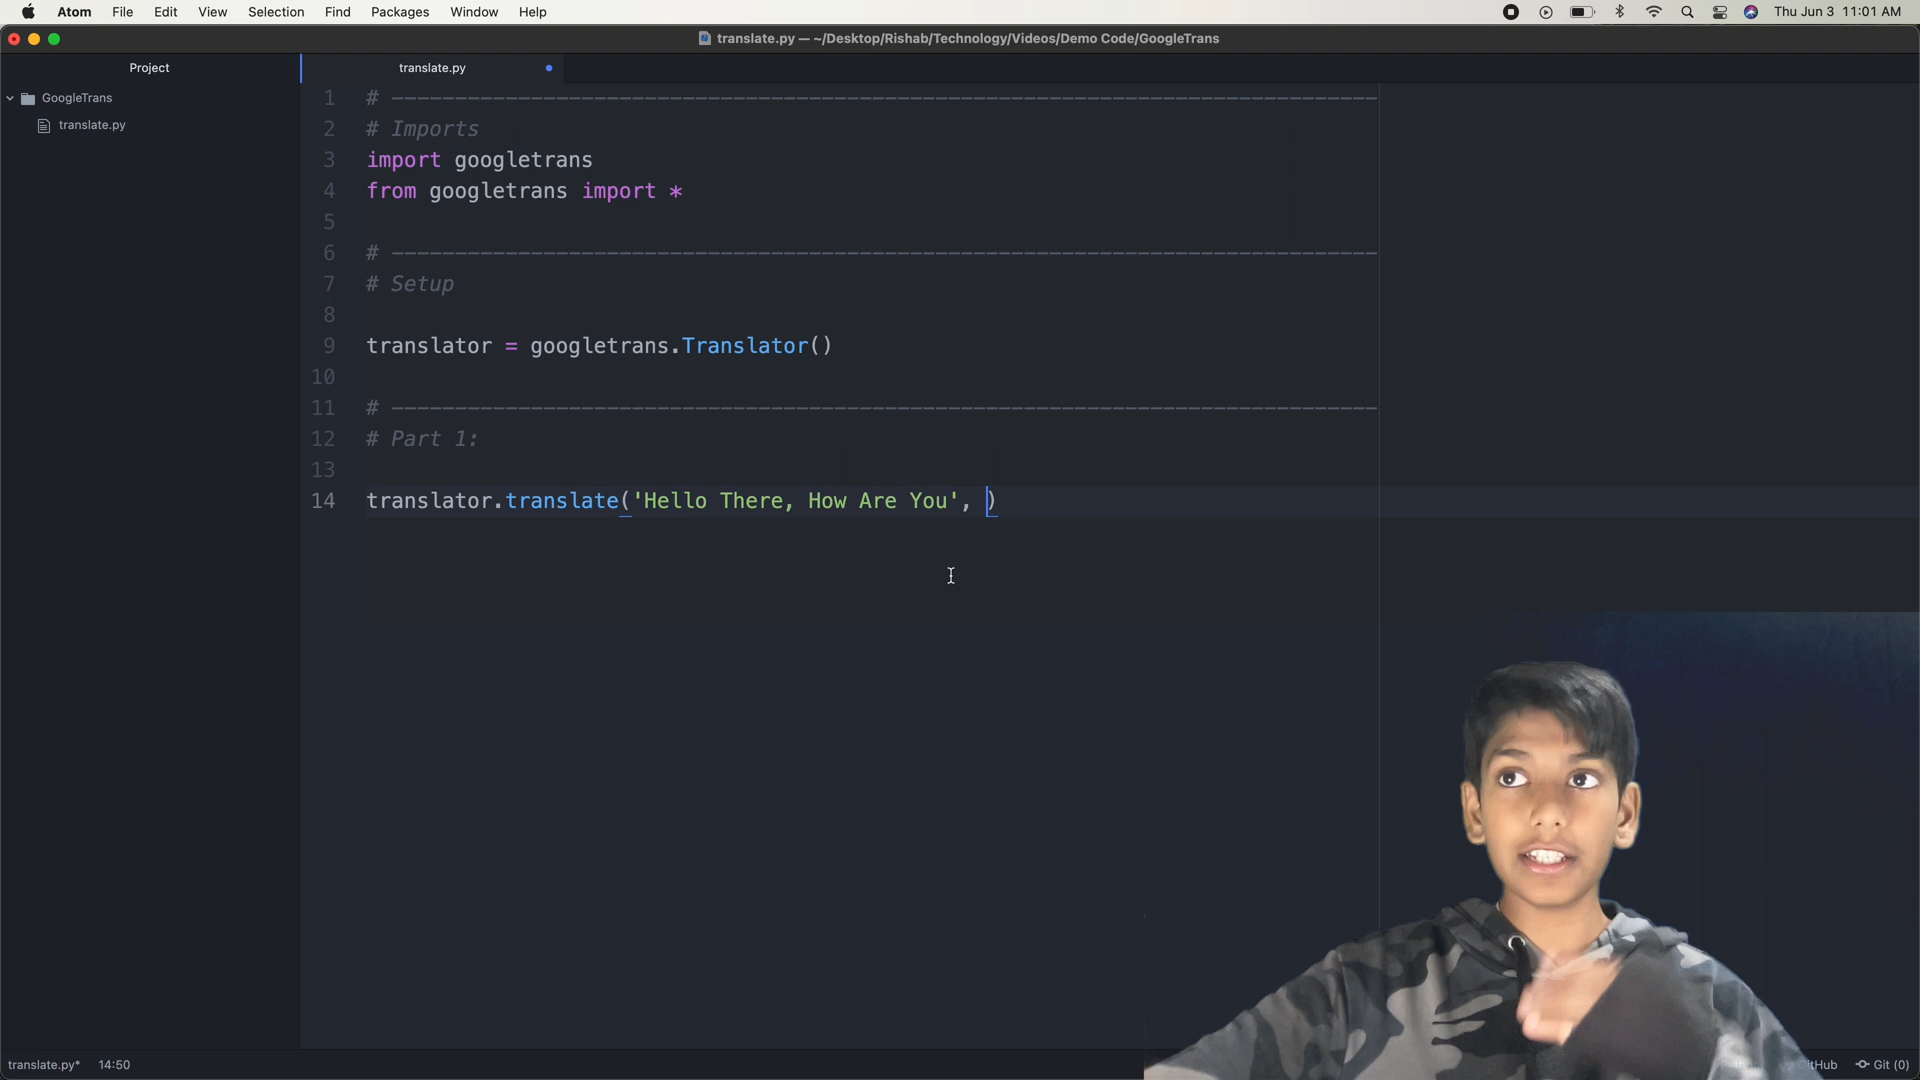 Atom File Edit View Selection Find Packages Window Help Thu Jun 3 11:01 AM
translate.py — ~/Desktop/Rishab/Technology/Videos/Demo Code/GoogleTrans
Project translate.py
GoogleTrans
translate.py
1 # ------------------------------------------------------------------------------
2 # Imports
3 import googletrans
4 from googletrans import *
5
6 # ------------------------------------------------------------------------------
7 # Setup
8
9 translator = googletrans.Translator()
10
11 # ------------------------------------------------------------------------------
12 # Part 1:
13
14 translator.translate('Hello There, How Are You', )
translate.py* 14:50 Git (0)